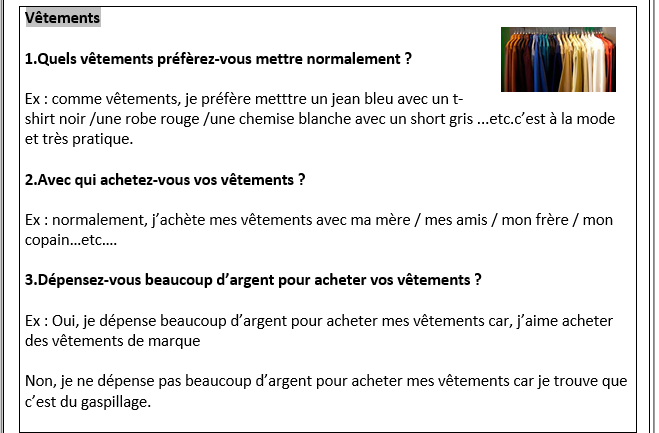 Vêtements
1.Quels vêtements préfèrez-vous mettre normalement ?
Ex : comme vêtements, je préfère metttre un jean bleu avec un t-
shirt noir /une robe rouge /une chemise blanche avec un short gris ...etc.c’est à la mode
et très pratique.
2.Avec qui achetez-vous vos vêtements ?
Ex : normalement, j’achète mes vêtements avec ma mère / mes amis / mon frère / mon
copain...etc....
3.Dépensez-vous beaucoup d’argent pour acheter vos vêtements ?
Ex : Oui, je dépense beaucoup d’argent pour acheter mes vêtements car, j’aime acheter
des vêtements de marque
Non, je ne dépense pas beaucoup d’argent pour acheter mes vêtements car je trouve que
c’est du gaspillage.